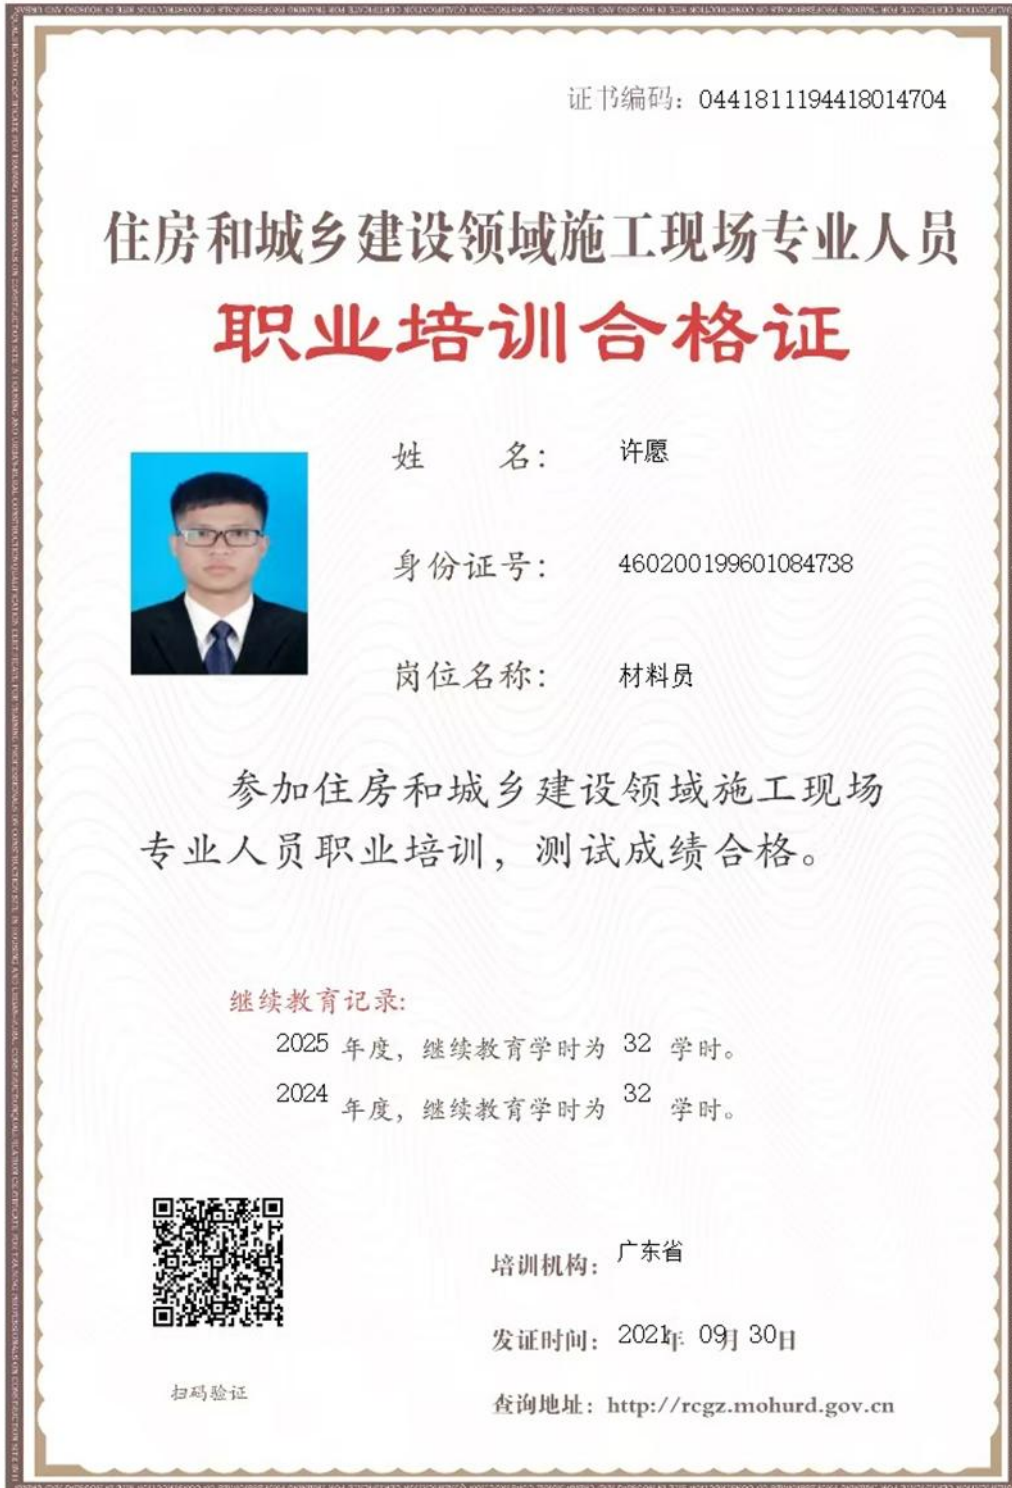 证书编码：0441811194418014704
住房和城乡建设领域施工现场专业人员
职业培训合格证
姓 名： 许愿
身份证号： 460200199601084738
岗位名称： 材料员
参加住房和城乡建设领域施工现场
专业人员职业培训，测试成绩合格。
继续教育记录:
2025 年度，继续教育学时为 32 学时。
2024 年度，继续教育学时为 32 学时。
培训机构： 广东省
发证时间： 2021年 09月 30日
扫码验证
查询地址：http://rcgz.mohurd.gov.cn